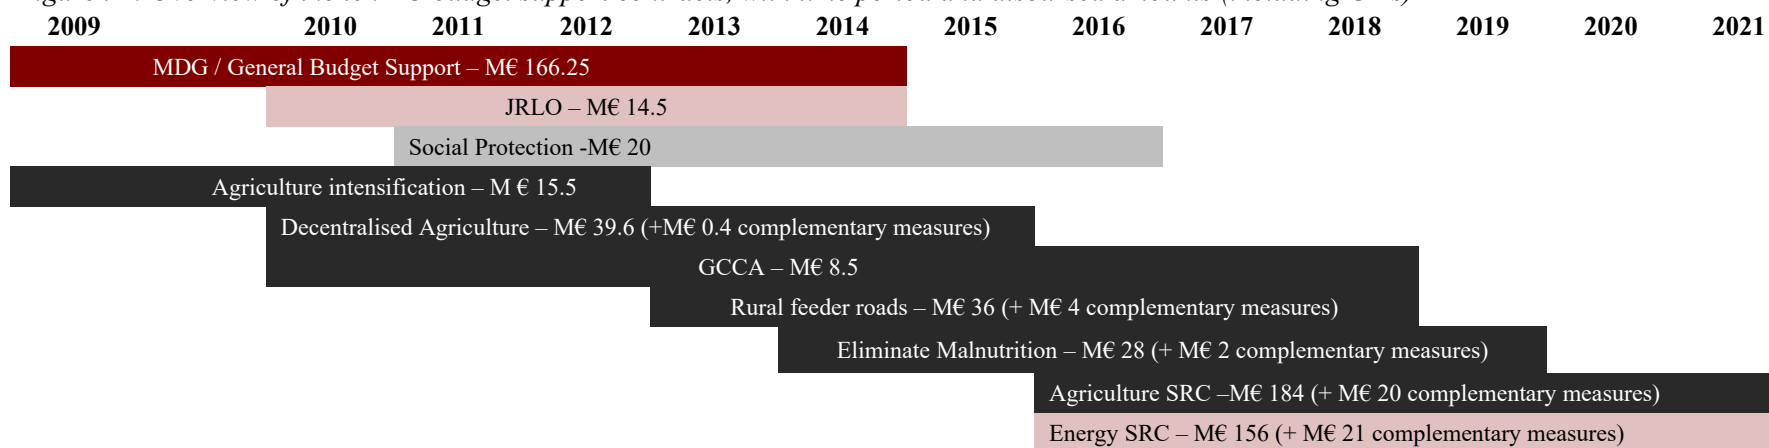 2009 2010 2011 2012 2013 2014 2015 2016 2017 2018 2019 2020 2021
MDG / General Budget Support – M€ 166.25
JRLO – M€ 14.5
Social Protection -M€ 20
Agriculture intensification – M € 15.5
Decentralised Agriculture – M€ 39.6 (+M€ 0.4 complementary measures)
GCCA – M€ 8.5
Rural feeder roads – M€ 36 (+ M€ 4 complementary measures)
Eliminate Malnutrition – M€ 28 (+ M€ 2 complementary measures)
Agriculture SRC –M€ 184 (+ M€ 20 complementary measures)
Energy SRC – M€ 156 (+ M€ 21 complementary measures)